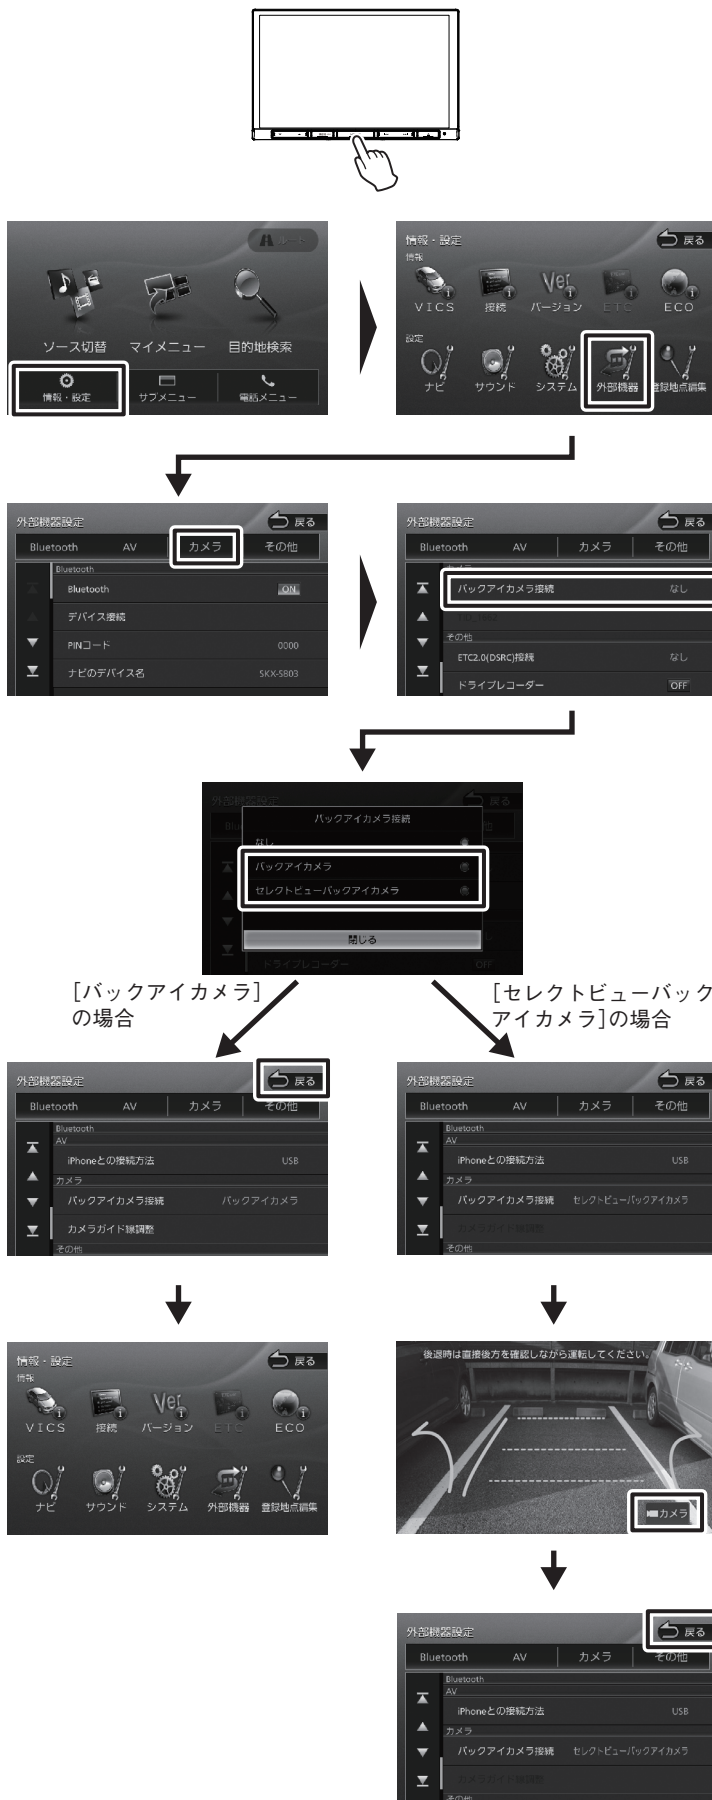 ルート
ソース切替 マイメニュー 目的地検索
情報・設定 サブメニュー 電話メニュー
情報・設定 戻る
情報
VICS 接続 バージョン ETC ECO
設定
ナビ サウンド システム 外部機器 登録地点編集
外部機器設定 戻る
Bluetooth AV カメラ その他
Bluetooth
Bluetooth ON
デバイス接続
PINコード 0000
ナビのデバイス名 SKX-S803
外部機器設定 戻る
Bluetooth AV カメラ その他
カメラ
バックアイカメラ接続 なし
その他
ETC2.0(DSRC)接続 なし
ドライブレコーダー OFF
外部機器設定 戻る
バックアイカメラ接続
なし
バックアイカメラ
セレクトビューバックアイカメラ
閉じる
ドライブレコーダー OFF
[バックアイカメラ]
の場合
[セレクトビューバック
アイカメラ]の場合
外部機器設定 戻る
Bluetooth AV カメラ その他
Bluetooth
AV
iPhoneとの接続方法 USB
カメラ
バックアイカメラ接続 バックアイカメラ
カメラガイド線調整
その他
外部機器設定 戻る
Bluetooth AV カメラ その他
Bluetooth
AV
iPhoneとの接続方法 USB
カメラ
バックアイカメラ接続 セレクトビューバックアイカメラ
カメラガイド線調整
その他
情報・設定 戻る
情報
VICS 接続 Ver バージョン ETC ECO
設定
ナビ サウンド システム 外部機器 登録地点編集
後退時は直接後方を確認しながら運転してください。
カメラ
外部機器設定 戻る
Bluetooth AV カメラ その他
Bluetooth
AV
iPhoneとの接続方法 USB
カメラ
バックアイカメラ接続 セレクトビューバックアイカメラ
カメラガイド線調整
その他